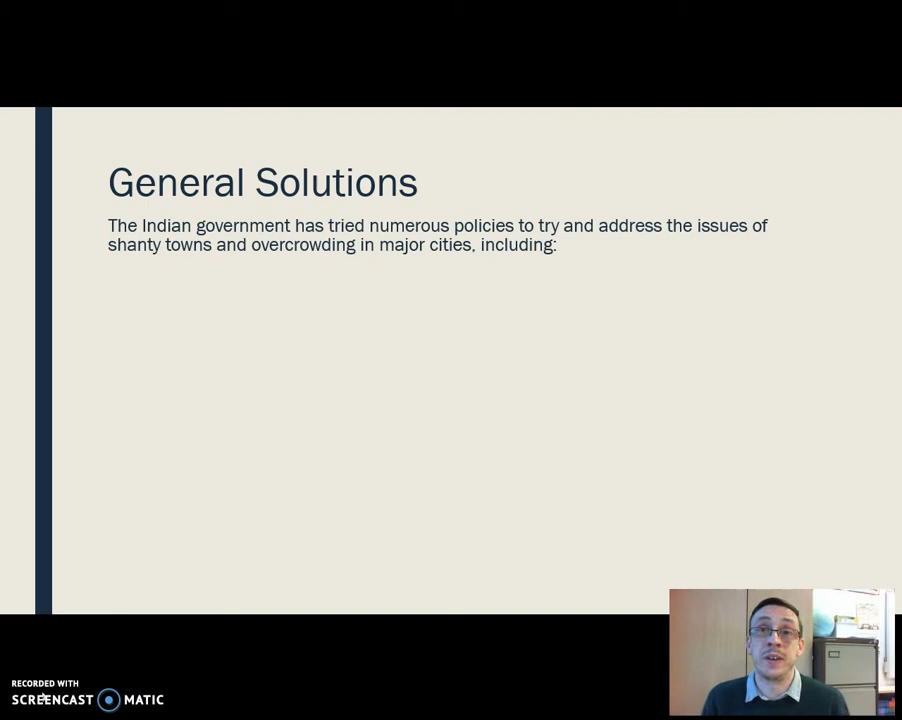 General Solutions
The Indian government has tried numerous policies to try and address the issues of
shanty towns and overcrowding in major cities, including:
RECORDED WITH
SCREENCAST MATIC